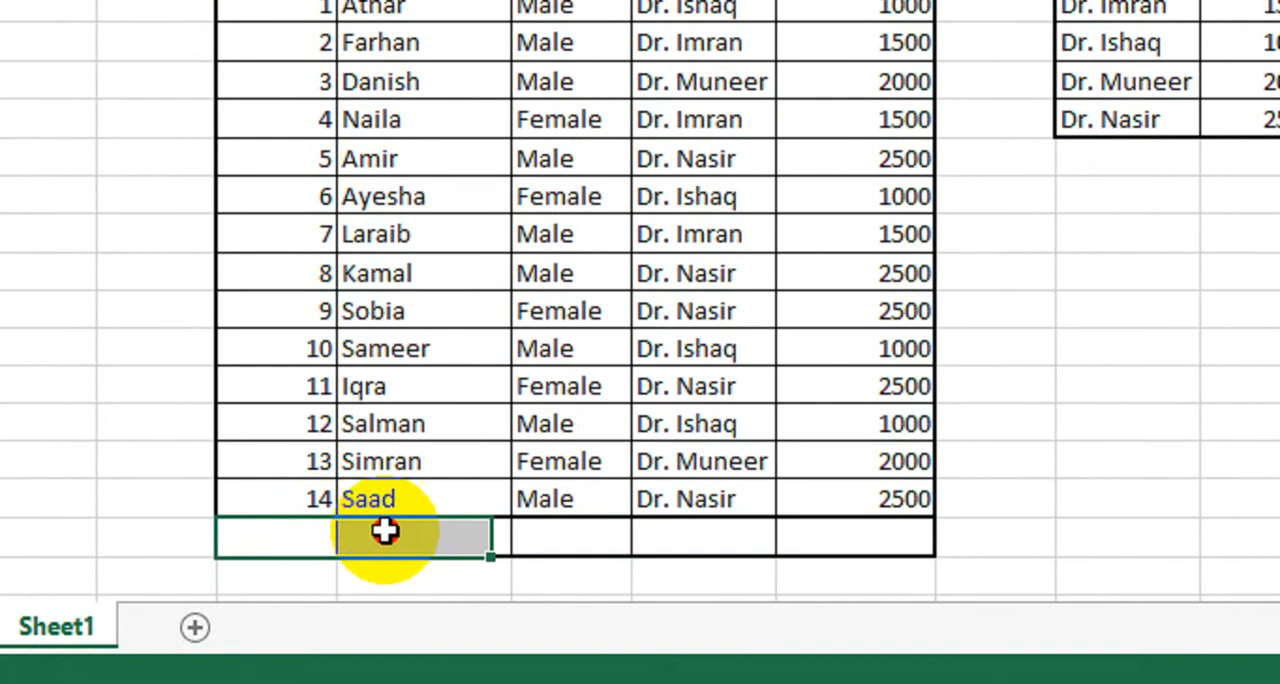 1 Athar Male Dr. Ishaq 1000 Dr. Imran
2 Farhan Male Dr. Imran 1500 Dr. Ishaq
3 Danish Male Dr. Muneer 2000 Dr. Muneer
4 Naila Female Dr. Imran 1500 Dr. Nasir
5 Amir Male Dr. Nasir 2500
6 Ayesha Female Dr. Ishaq 1000
7 Laraib Male Dr. Imran 1500
8 Kamal Male Dr. Nasir 2500
9 Sobia Female Dr. Nasir 2500
10 Sameer Male Dr. Ishaq 1000
11 Iqra Female Dr. Nasir 2500
12 Salman Male Dr. Ishaq 1000
13 Simran Female Dr. Muneer 2000
14 Saad Male Dr. Nasir 2500
Sheet1